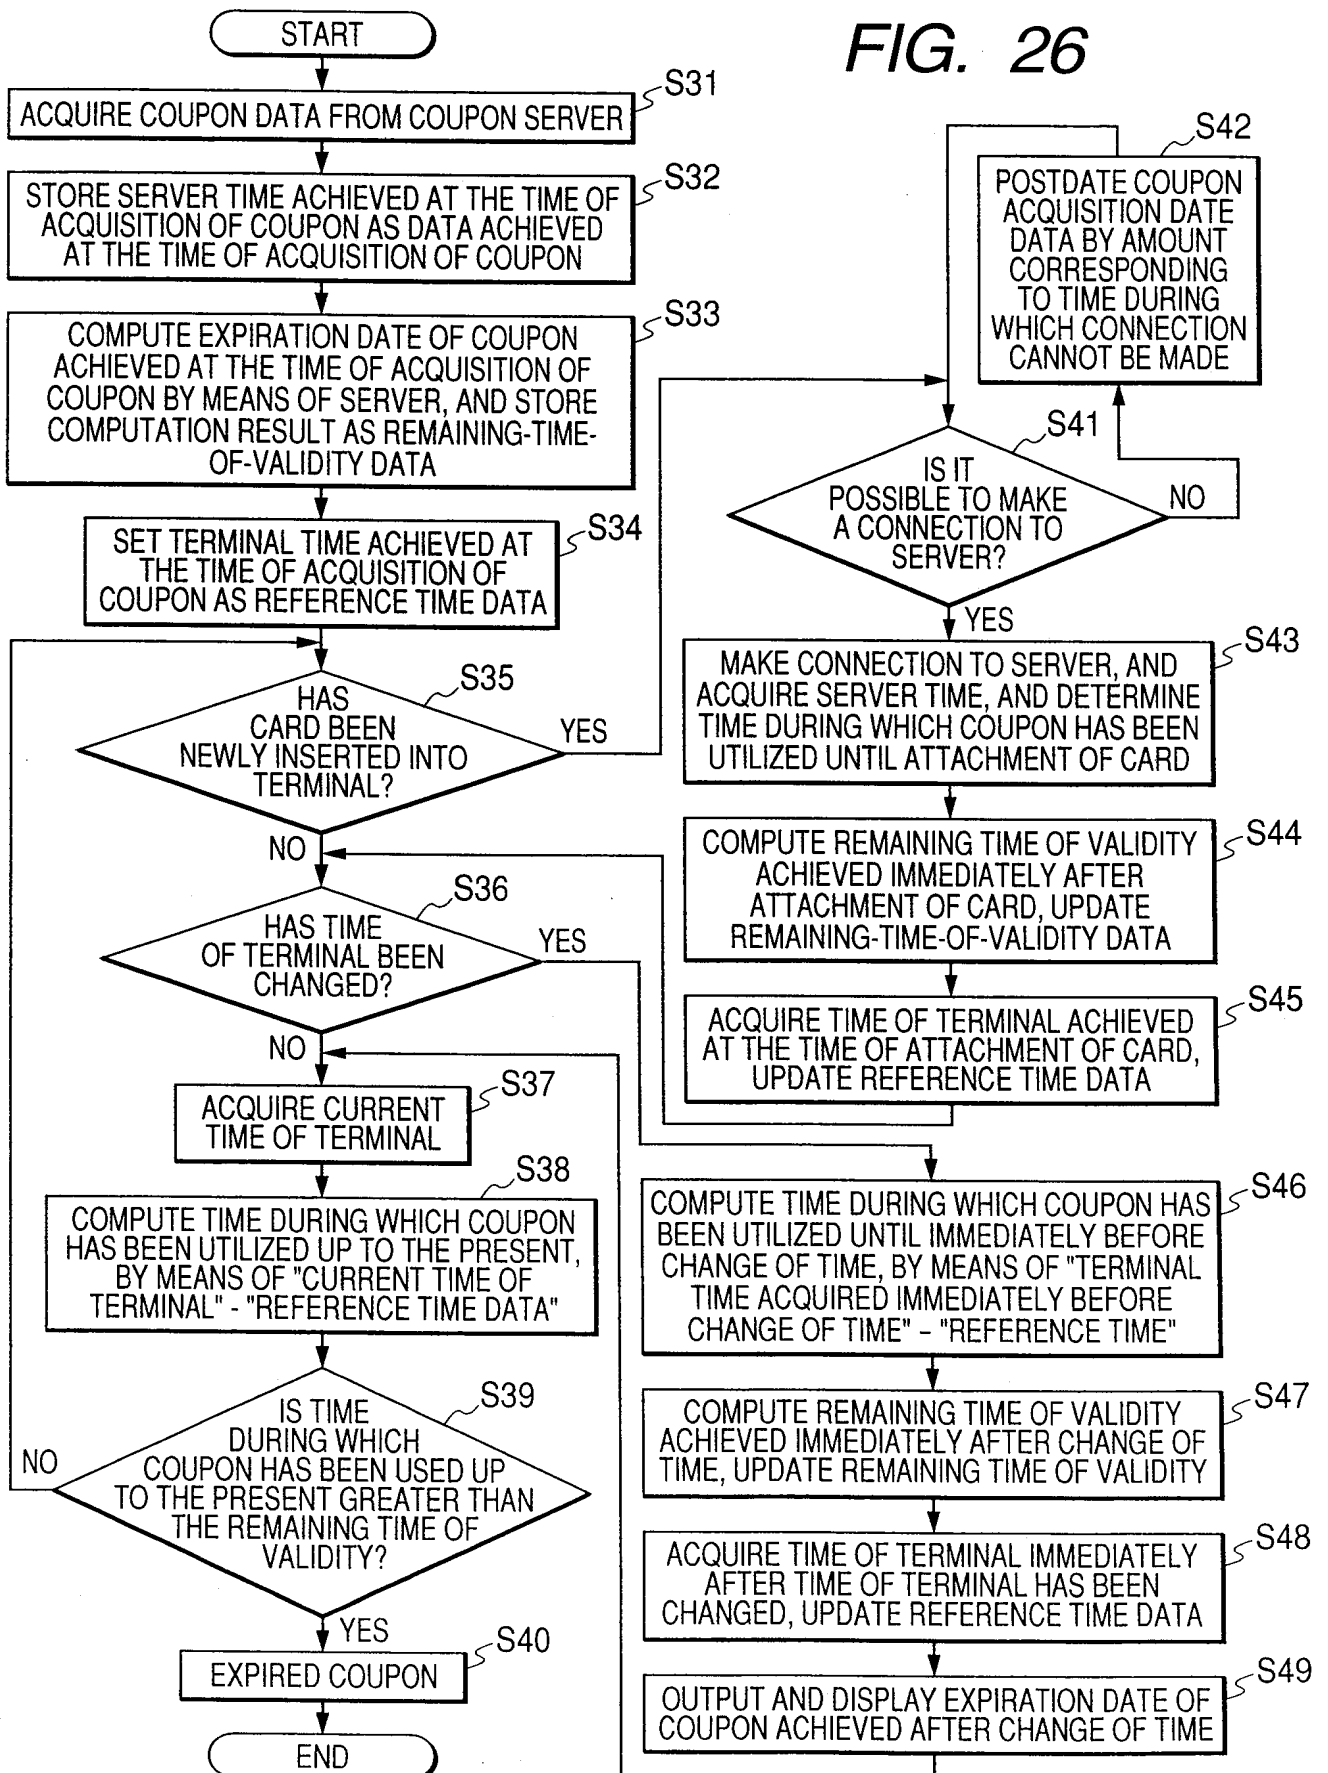 FIG. 26
START
S31
ACQUIRE COUPON DATA FROM COUPON SERVER
S32
STORE SERVER TIME ACHIEVED AT THE TIME OF
ACQUISITION OF COUPON AS DATA ACHIEVED
AT THE TIME OF ACQUISITION OF COUPON
S33
COMPUTE EXPIRATION DATE OF COUPON
ACHIEVED AT THE TIME OF ACQUISITION OF
COUPON BY MEANS OF SERVER, AND STORE
COMPUTATION RESULT AS REMAINING-TIME-
OF-VALIDITY DATA
S34
SET TERMINAL TIME ACHIEVED AT
THE TIME OF ACQUISITION OF
COUPON AS REFERENCE TIME DATA
S35
HAS
CARD BEEN
NEWLY INSERTED INTO
TERMINAL?
YES
NO
S36
HAS TIME
OF TERMINAL BEEN
CHANGED?
YES
NO
S37
ACQUIRE CURRENT
TIME OF TERMINAL
S38
COMPUTE TIME DURING WHICH COUPON
HAS BEEN UTILIZED UP TO THE PRESENT,
BY MEANS OF "CURRENT TIME OF
TERMINAL" - "REFERENCE TIME DATA"
S39
IS TIME
DURING WHICH
COUPON HAS BEEN USED UP
TO THE PRESENT GREATER THAN
THE REMAINING TIME OF
VALIDITY?
NO
YES
S40
EXPIRED COUPON
END
S42
POSTDATE COUPON
ACQUISITION DATE
DATA BY AMOUNT
CORRESPONDING
TO TIME DURING
WHICH CONNECTION
CANNOT BE MADE
S41
IS IT
POSSIBLE TO MAKE
A CONNECTION TO
SERVER?
NO
YES
S43
MAKE CONNECTION TO SERVER, AND
ACQUIRE SERVER TIME, AND DETERMINE
TIME DURING WHICH COUPON HAS BEEN
UTILIZED UNTIL ATTACHMENT OF CARD
S44
COMPUTE REMAINING TIME OF VALIDITY
ACHIEVED IMMEDIATELY AFTER
ATTACHMENT OF CARD, UPDATE
REMAINING-TIME-OF-VALIDITY DATA
S45
ACQUIRE TIME OF TERMINAL ACHIEVED
AT THE TIME OF ATTACHMENT OF CARD,
UPDATE REFERENCE TIME DATA
S46
COMPUTE TIME DURING WHICH COUPON HAS
BEEN UTILIZED UNTIL IMMEDIATELY BEFORE
CHANGE OF TIME, BY MEANS OF "TERMINAL
TIME ACQUIRED IMMEDIATELY BEFORE
CHANGE OF TIME" – "REFERENCE TIME"
S47
COMPUTE REMAINING TIME OF VALIDITY
ACHIEVED IMMEDIATELY AFTER CHANGE OF
TIME, UPDATE REMAINING TIME OF VALIDITY
S48
ACQUIRE TIME OF TERMINAL IMMEDIATELY
AFTER TIME OF TERMINAL HAS BEEN
CHANGED, UPDATE REFERENCE TIME DATA
S49
OUTPUT AND DISPLAY EXPIRATION DATE OF
COUPON ACHIEVED AFTER CHANGE OF TIME